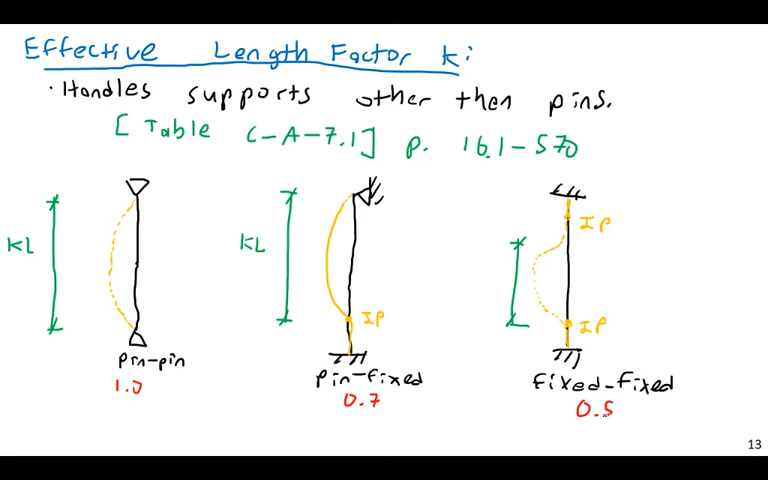 Effective Length Factor k:
· Handles supports other then pins.
[ Table C-A-7.1] p. 16.1-570
KL
KL
IP
IP
IP
Pin-pin
1.0
Pin-fixed
0.7
Fixed-fixed
0.5
13